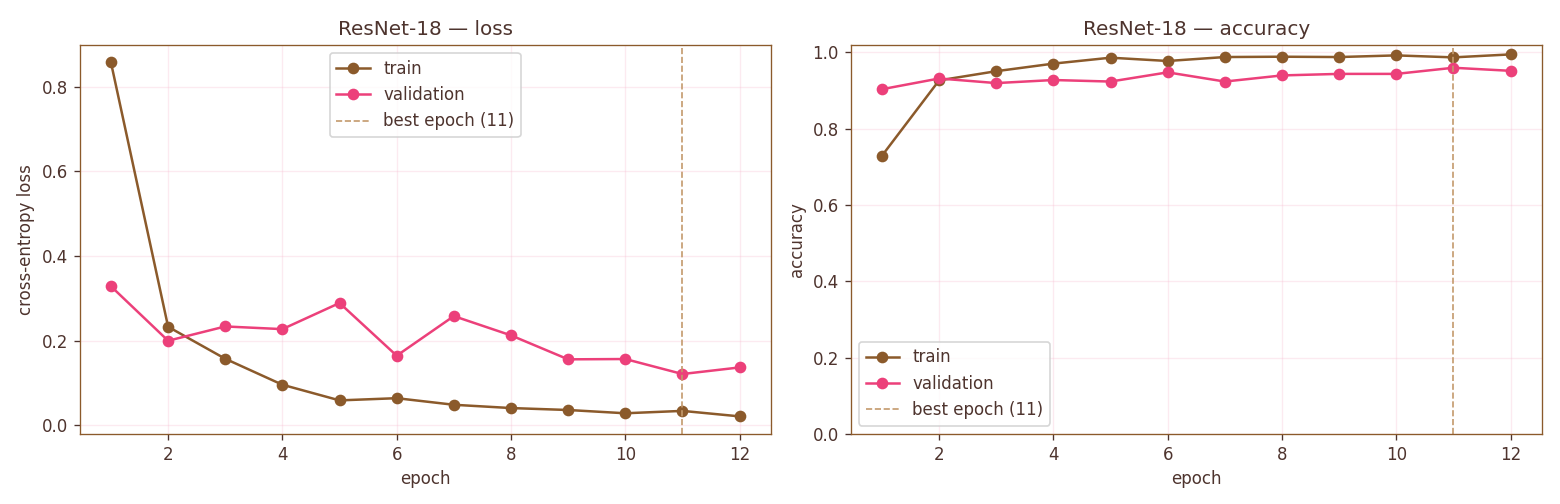 ResNet-18 — loss
train
validation
best epoch (11)
cross-entropy loss
0.8
0.6
0.4
0.2
0.0
2 4 6 8 10 12
epoch
ResNet-18 — accuracy
train
validation
best epoch (11)
accuracy
1.0
0.8
0.6
0.4
0.2
0.0
2 4 6 8 10 12
epoch